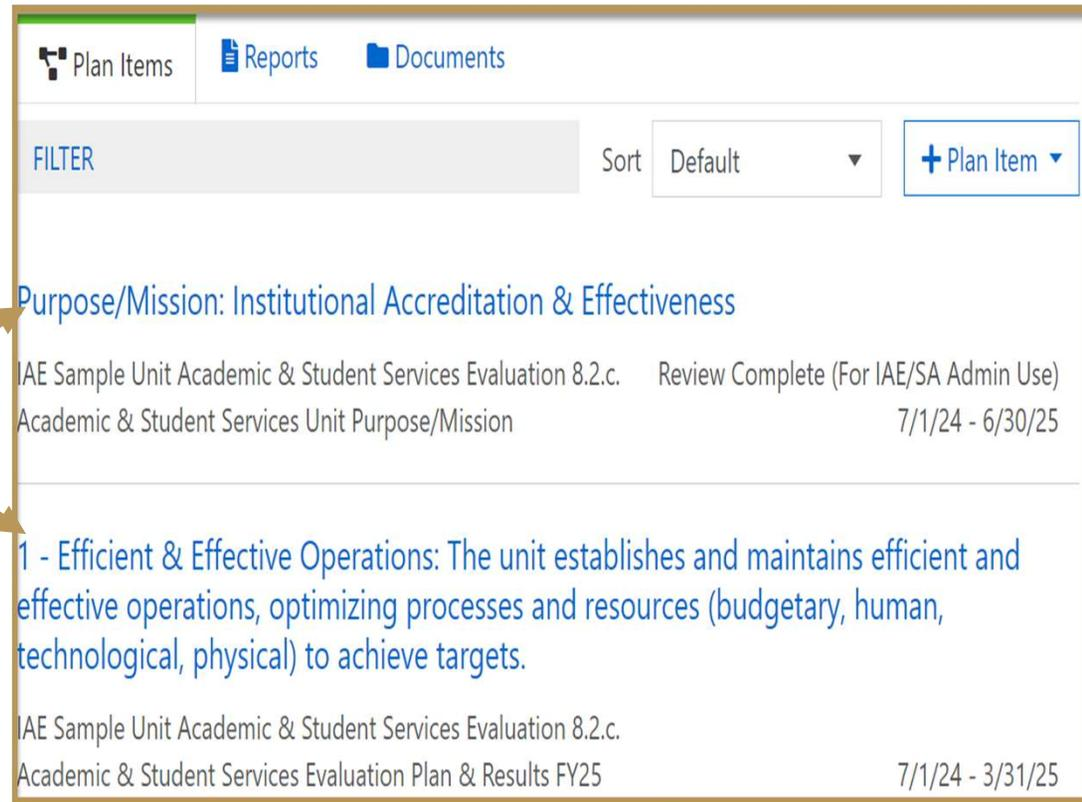 Plan Items Reports Documents
FILTER Sort Default + Plan Item
Purpose/Mission: Institutional Accreditation & Effectiveness
IAE Sample Unit Academic & Student Services Evaluation 8.2.c. Review Complete (For IAE/SA Admin Use)
Academic & Student Services Unit Purpose/Mission 7/1/24 - 6/30/25
1 - Efficient & Effective Operations: The unit establishes and maintains efficient and
effective operations, optimizing processes and resources (budgetary, human,
technological, physical) to achieve targets.
IAE Sample Unit Academic & Student Services Evaluation 8.2.c.
Academic & Student Services Evaluation Plan & Results FY25 7/1/24 - 3/31/25